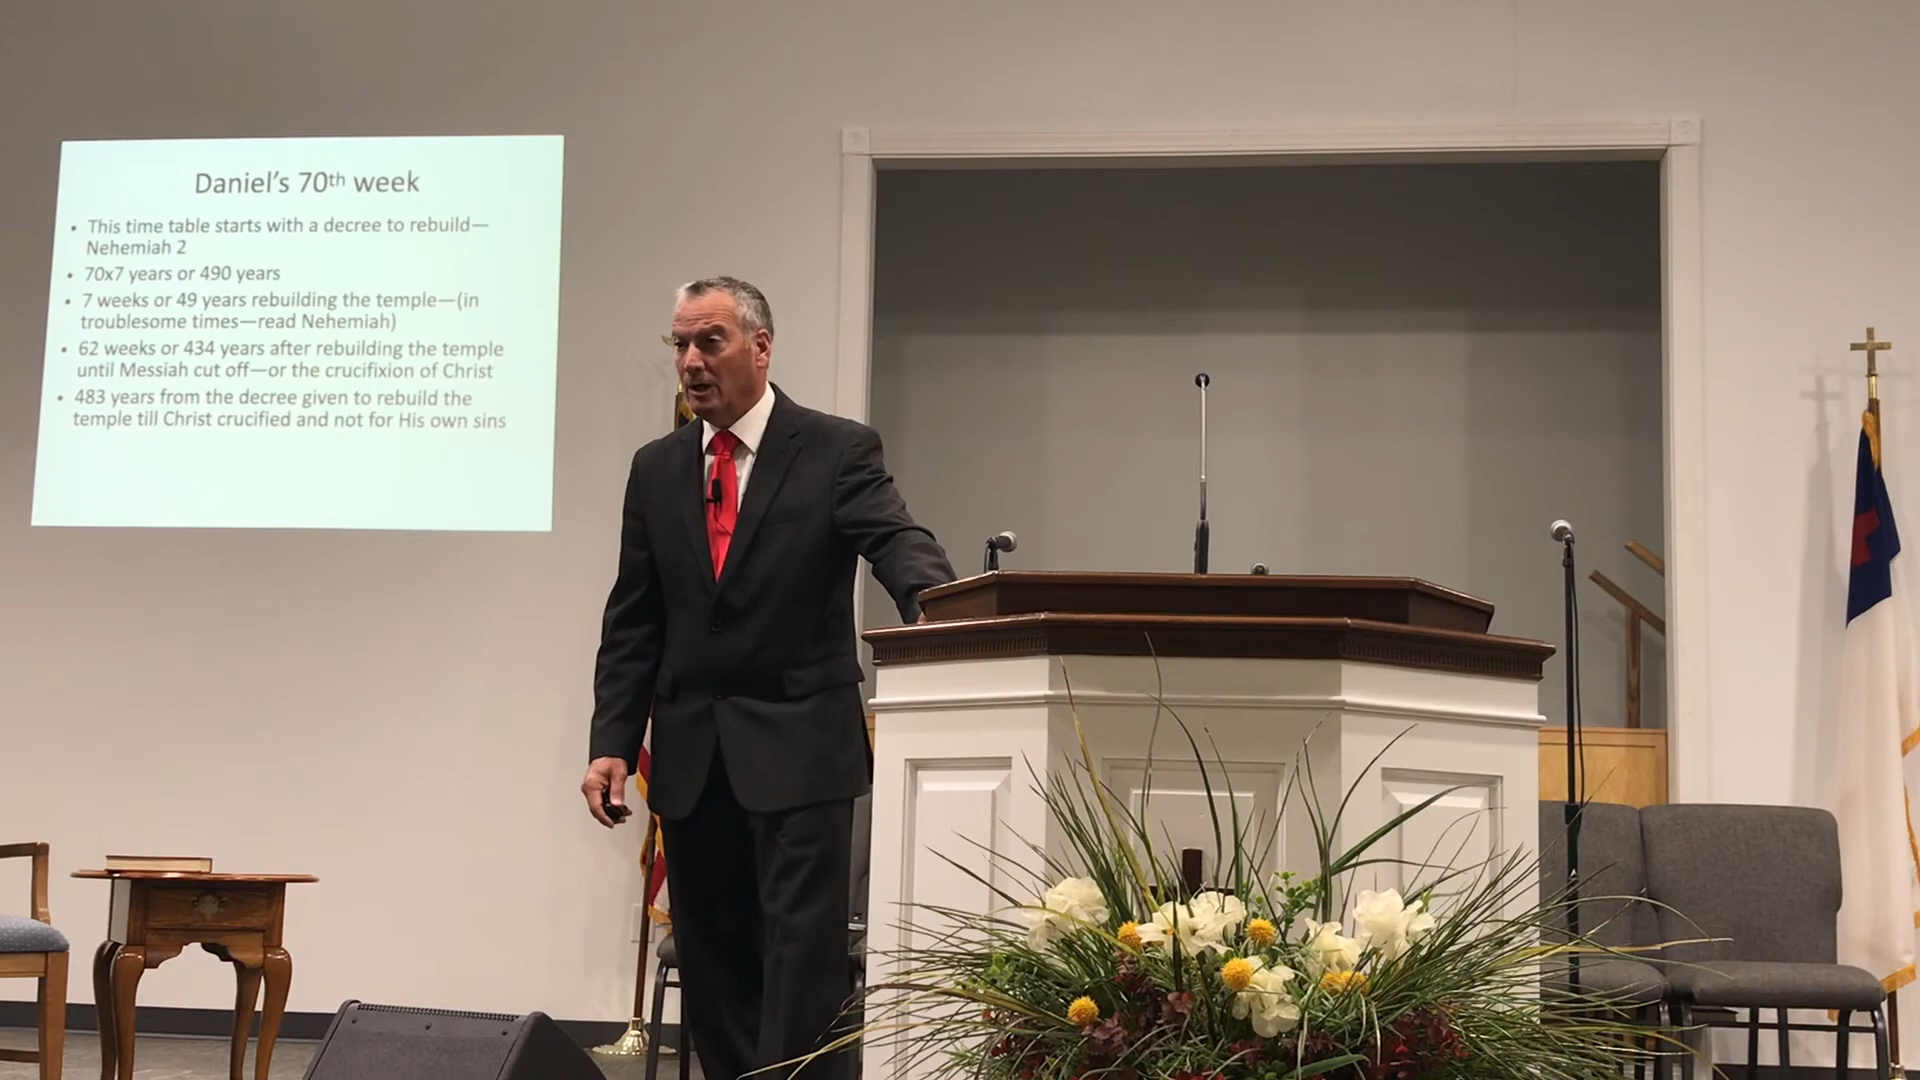 Daniel's 70th week
• This time table starts with a decree to rebuild—
Nehemiah 2
• 70x7 years or 490 years
• 7 weeks or 49 years rebuilding the temple—(in
troublesome times—read Nehemiah)
• 62 weeks or 434 years after rebuilding the temple
until Messiah cut off—or the crucifixion of Christ
• 483 years from the decree given to rebuild the
temple till Christ crucified and not for His own sins